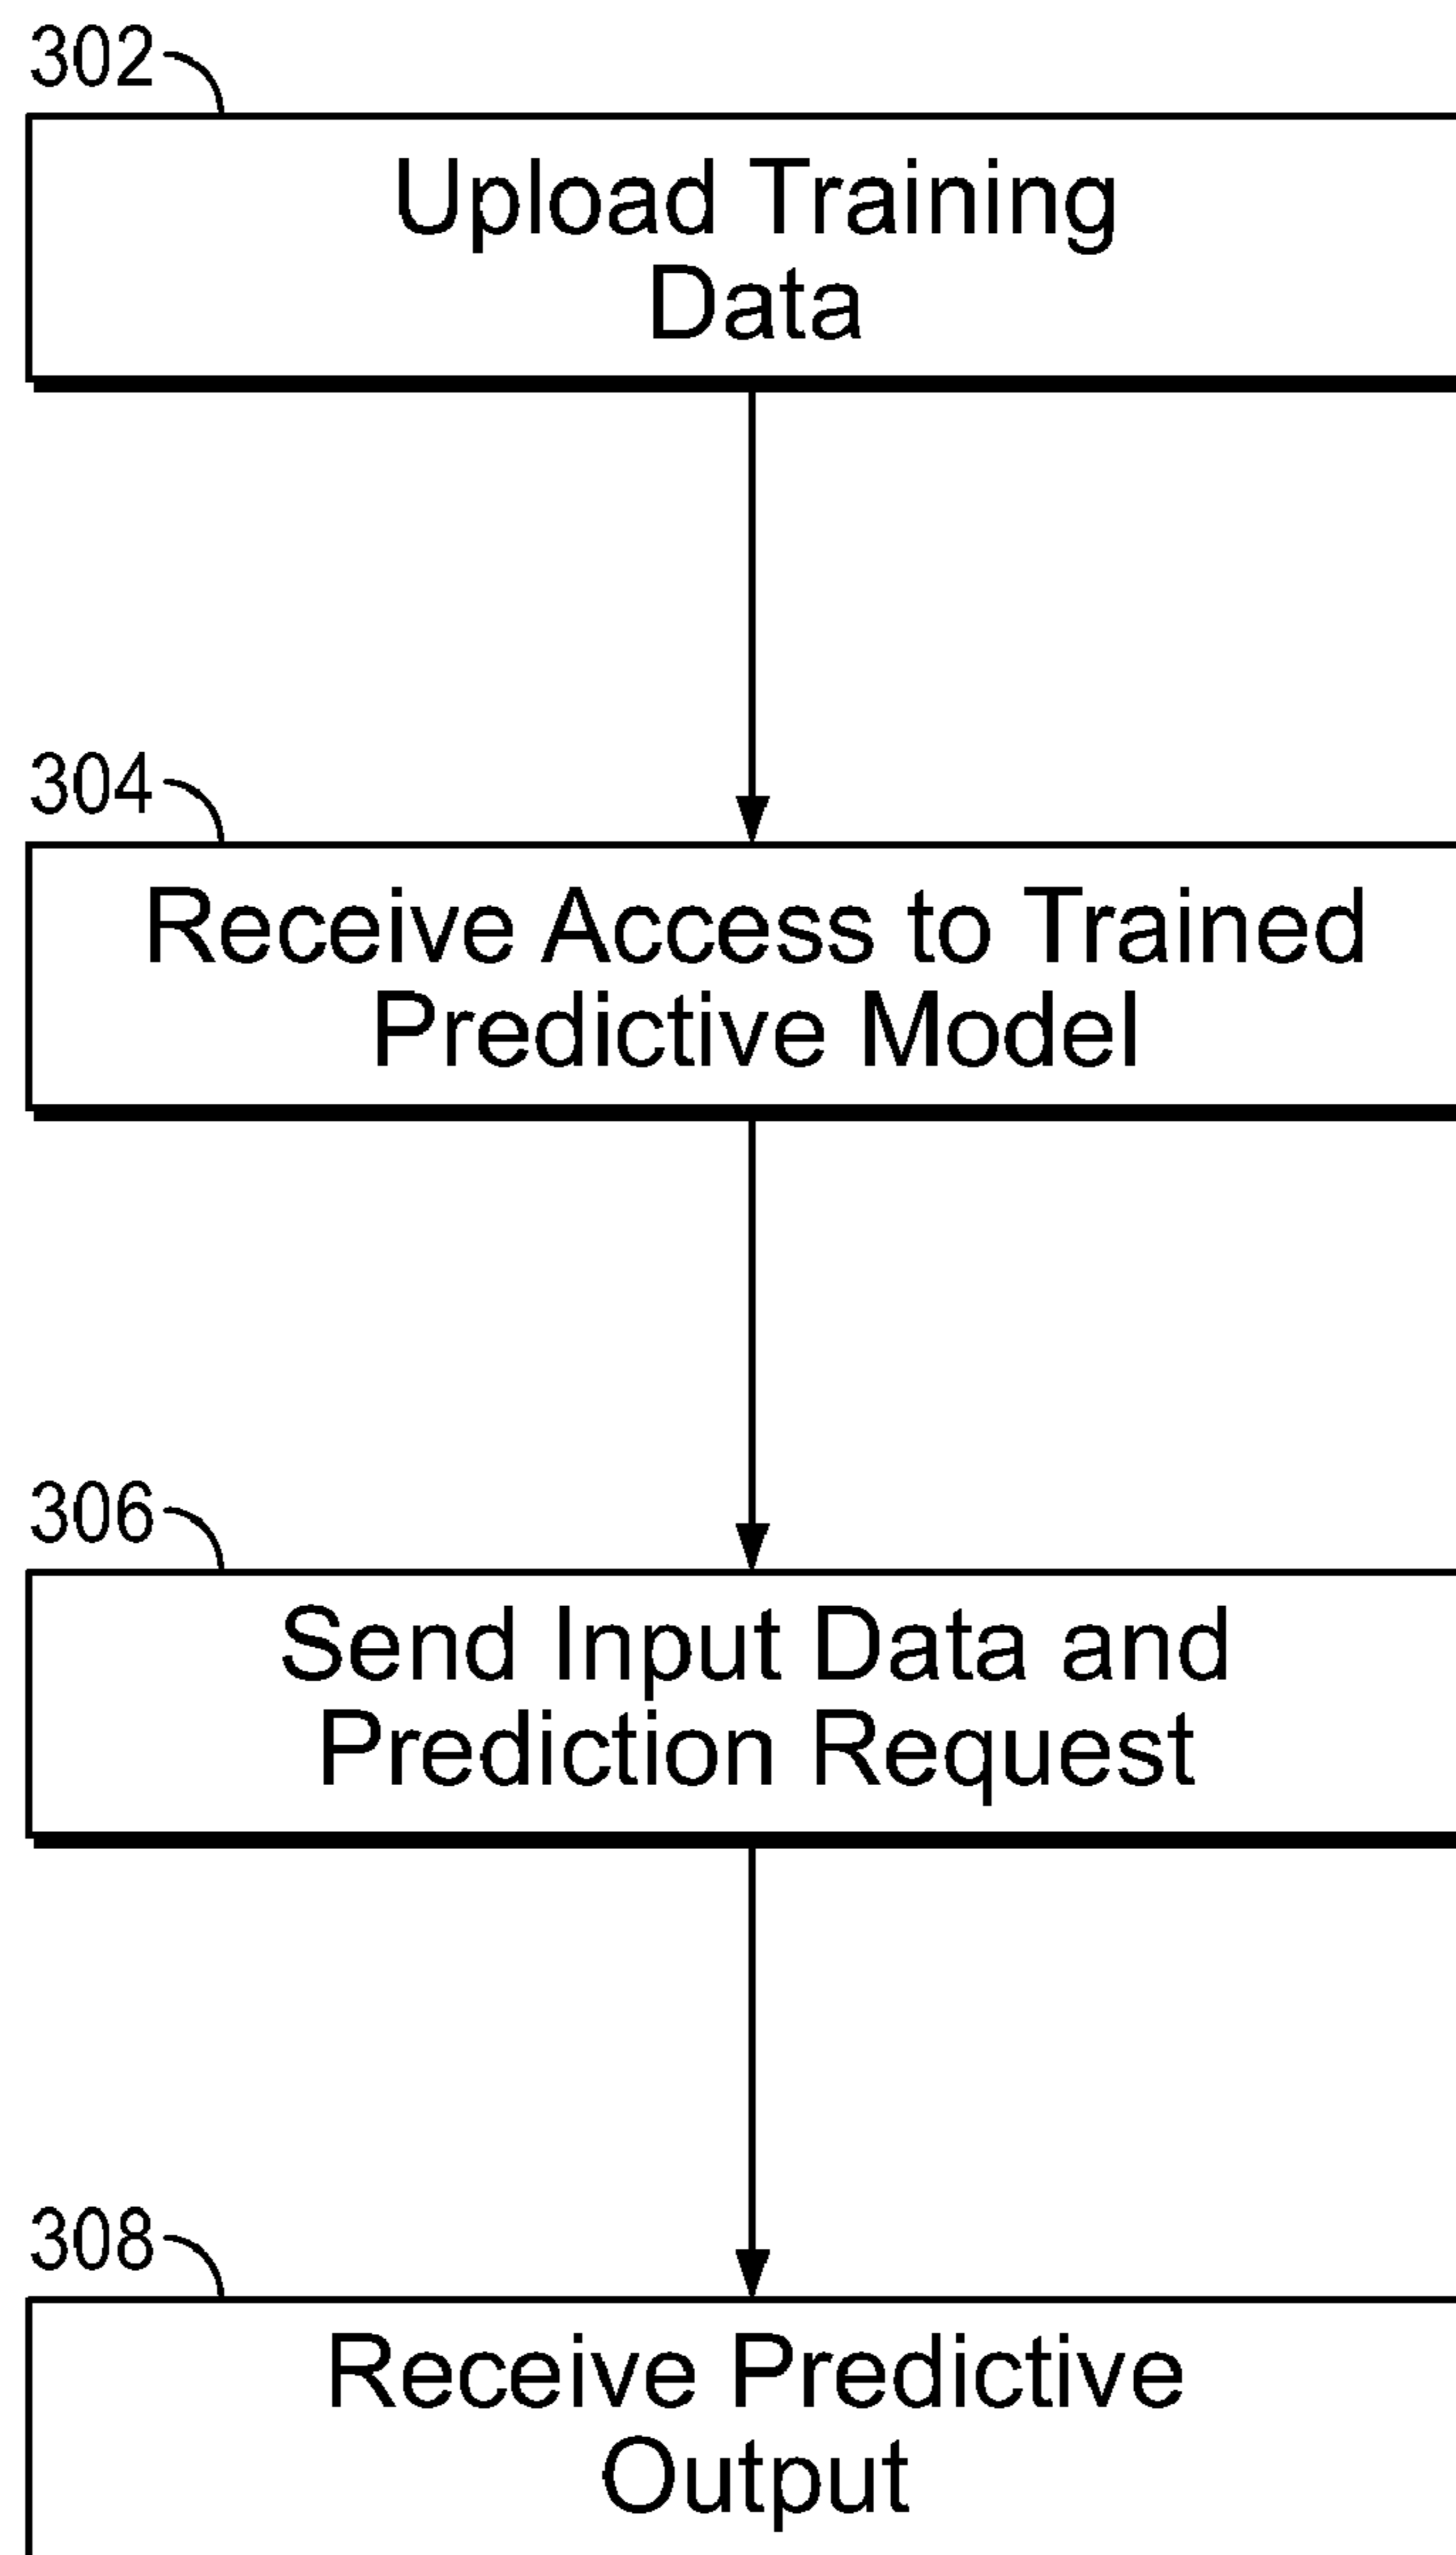 302
Upload Training
Data
304
Receive Access to Trained
Predictive Model
306
Send Input Data and
Prediction Request
308
Receive Predictive
Output